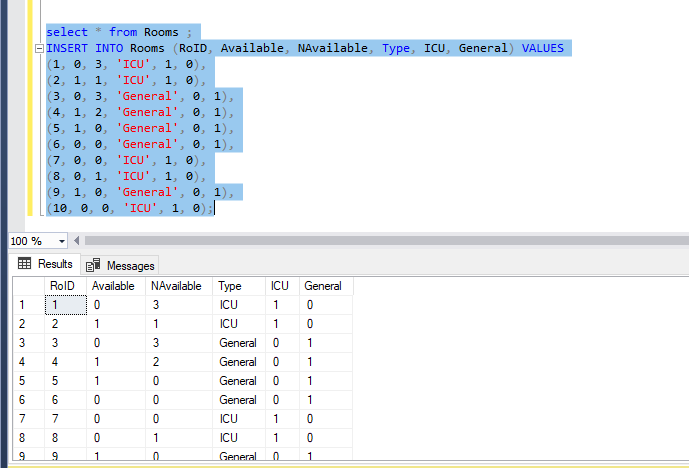 select * from Rooms ;
INSERT INTO Rooms (RoID, Available, NAvailable, Type, ICU, General) VALUES
(1, 0, 3, 'ICU', 1, 0),
(2, 1, 1, 'ICU', 1, 0),
(3, 0, 3, 'General', 0, 1),
(4, 1, 2, 'General', 0, 1),
(5, 1, 0, 'General', 0, 1),
(6, 0, 0, 'General', 0, 1),
(7, 0, 0, 'ICU', 1, 0),
(8, 0, 1, 'ICU', 1, 0),
(9, 1, 0, 'General', 0, 1),
(10, 0, 0, 'ICU', 1, 0);
100 %
Results Messages
RoID Available NAvailable Type ICU General
1 1 0 3 ICU 1 0
2 2 1 1 ICU 1 0
3 3 0 3 General 0 1
4 4 1 2 General 0 1
5 5 1 0 General 0 1
6 6 0 0 General 0 1
7 7 0 0 ICU 1 0
8 8 0 1 ICU 1 0
9 9 1 0 General 0 1